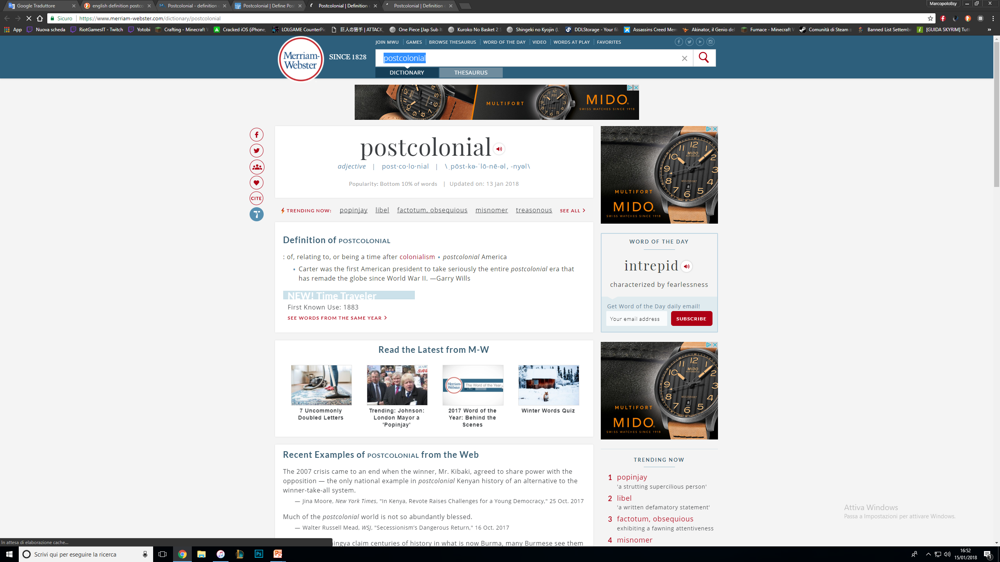 Google Traduttore
english definition postco
Postcolonial - definition
Postcolonial | Define Pos
Postcolonial | Definition
Postcolonial | Definition
Marcopolo8sy
Sicuro
https://www.merriam-webster.com/dictionary/postcolonial
App
Nuova scheda
RiotGamesIT - Twitch
Yotobi
Crafting - Minecraft W
Cracked iOS (iPhone,
LOLGAME CounterPic
巨人の猎手 | ATTACK_
One Piece [Jap Sub It
Kuroko No Basket 2 S
Shingeki no Kyojin (L'
DDLStorage - Your file
Assassins Creed Mem
Akinator, il Genio del
Furnace - Minecraft W
Comunità di Steam ::
Banned List Settembr
[GUIDA SKYRIM] Tutt
»
Merriam-
Webster
SINCE 1828
JOIN MWU
GAMES
BROWSE THESAURUS
WORD OF THE DAY
VIDEO
WORDS AT PLAY
FAVORITES
postcolonial
DICTIONARY
THESAURUS
MULTIFORT
MIDO
SWISS WATCHES SINCE 1918
postcolonial
adjective | post·co·lo·nial | \ˌpōst-kə-ˈlō-nē-əl, -nyəl\
Popularity: Bottom 10% of words | Updated on: 13 Jan 2018
CITE
TRENDING NOW: popinjay libel factotum, obsequious misnomer treasonous SEE ALL >
Definition of POSTCOLONIAL
: of, relating to, or being a time after colonialism • postcolonial America
• Carter was the first American president to take seriously the entire postcolonial era that
has remade the globe since World War II. —Garry Wills
NEW! Time Traveler
First Known Use: 1883
SEE WORDS FROM THE SAME YEAR >
MULTIFORT
MIDO
SWISS WATCHES SINCE 1918
WORD OF THE DAY
intrepid
characterized by fearlessness
Get Word of the Day daily email!
Your email address
SUBSCRIBE
Read the Latest from M-W
Merriam-
Webster
The Word of the Year
7 Uncommonly
Doubled Letters
Trending: Johnson:
London Mayor a
'Popinjay'
2017 Word of the
Year: Behind the
Scenes
Winter Words Quiz
MULTIFORT
MIDO
SWISS WATCHES SINCE 1918
Recent Examples of POSTCOLONIAL from the Web
The 2007 crisis came to an end when the winner, Mr. Kibaki, agreed to share power with the
opposition — the only national example in postcolonial Kenyan history of an alternative to the
winner-take-all system.
— Jina Moore, New York Times, "In Kenya, Revote Raises Challenges for a Young Democracy," 25 Oct. 2017
Much of the postcolonial world is not so abundantly blessed.
— Walter Russell Mead, WSJ, "Secessionism's Dangerous Return," 16 Oct. 2017
ingya claim centuries of history in what is now Burma, many Burmese see them
TRENDING NOW
1 popinjay
'a strutting supercilious person'
2 libel
'a written defamatory statement'
3 factotum, obsequious
exhibiting a fawning attentiveness
4 misnomer
Attiva Windows
Passa a Impostazioni per attivare Windows.
In attesa di elaborazione cache...
Scrivi qui per eseguire la ricerca
16:52
15/01/2018
1